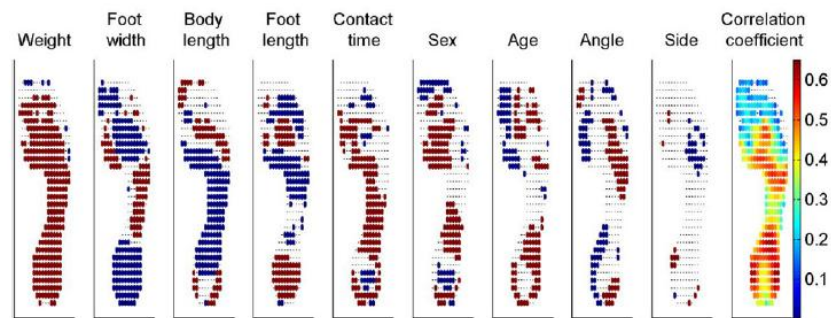 Weight
Foot width
Body length
Foot length
Contact time
Sex
Age
Angle
Side
Correlation coefficient
0.6
0.5
0.4
0.3
0.2
0.1